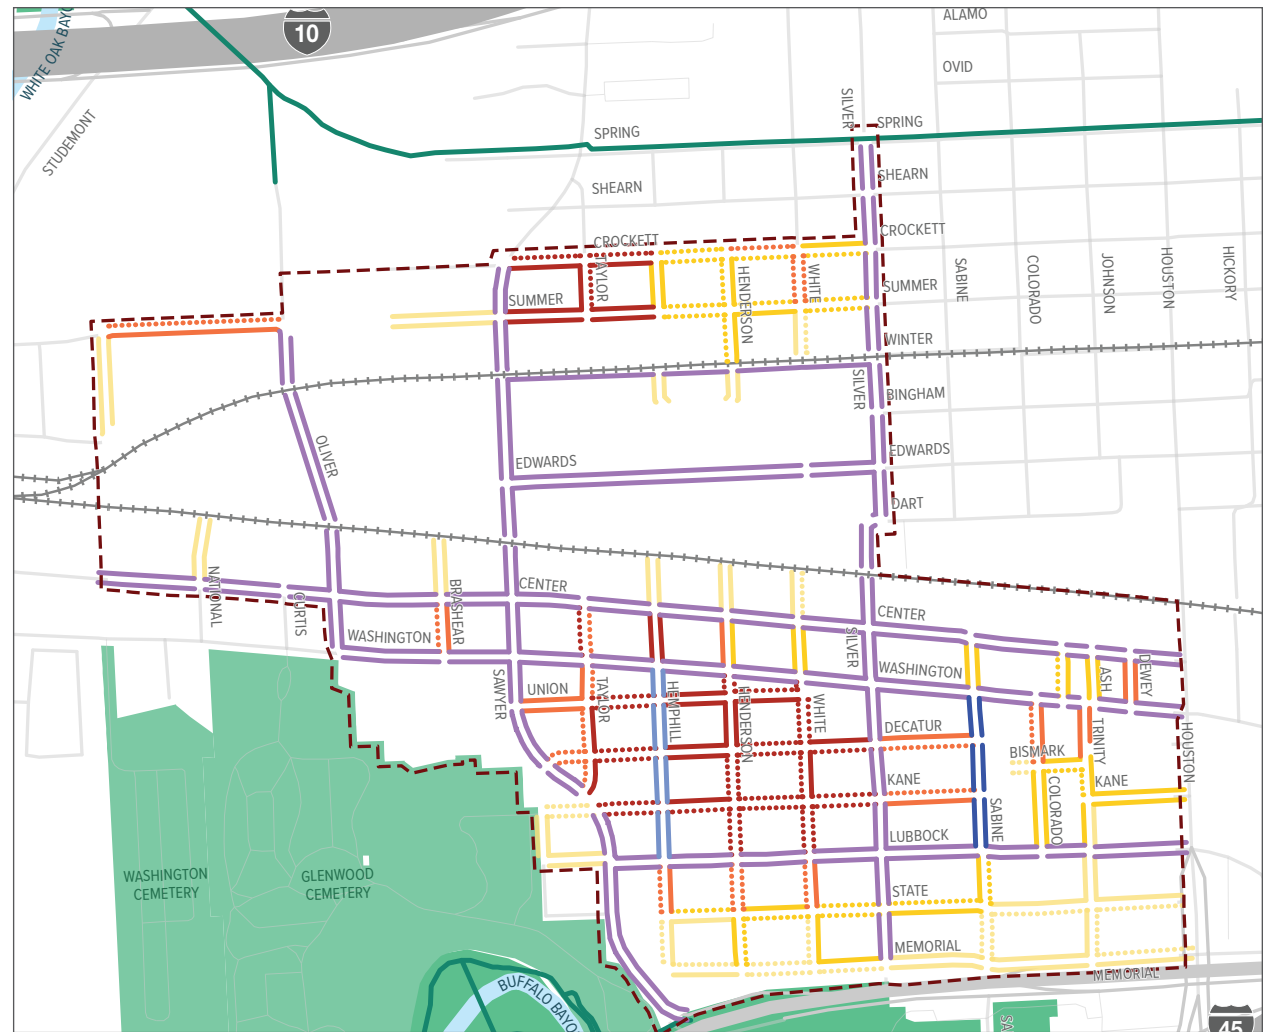 ALAMO
10
WHITE OAK BAYO
OVID
SILVER
SPRING
SPRING
STUDEMONT
SHEARN
SHEARN
CROCKETT
CROCKETT
TAYLOR
HENDERSON
WHITE
SABINE
COLORADO
JOHNSON
HOUSTON
HICKORY
SUMMER
SUMMER
WINTER
SILVER
BINGHAM
OLIVER
EDWARDS
EDWARDS
DART
NATIONAL
CURTIS
BRASHEAR
CENTER
CENTER
WASHINGTON
SILVER
WASHINGTON
ASH
DEWEY
SAWYER
UNION
TAYLOR
HEMPHILL
HENDERSON
WHITE
DECATUR
BISMARK
TRINITY
HOUSTON
KANE
KANE
SABINE
COLORADO
LUBBOCK
WASHINGTON
CEMETERY
GLENWOOD
CEMETERY
STATE
MEMORIAL
MEMORIAL
BUFFALO BAYO
SA
45